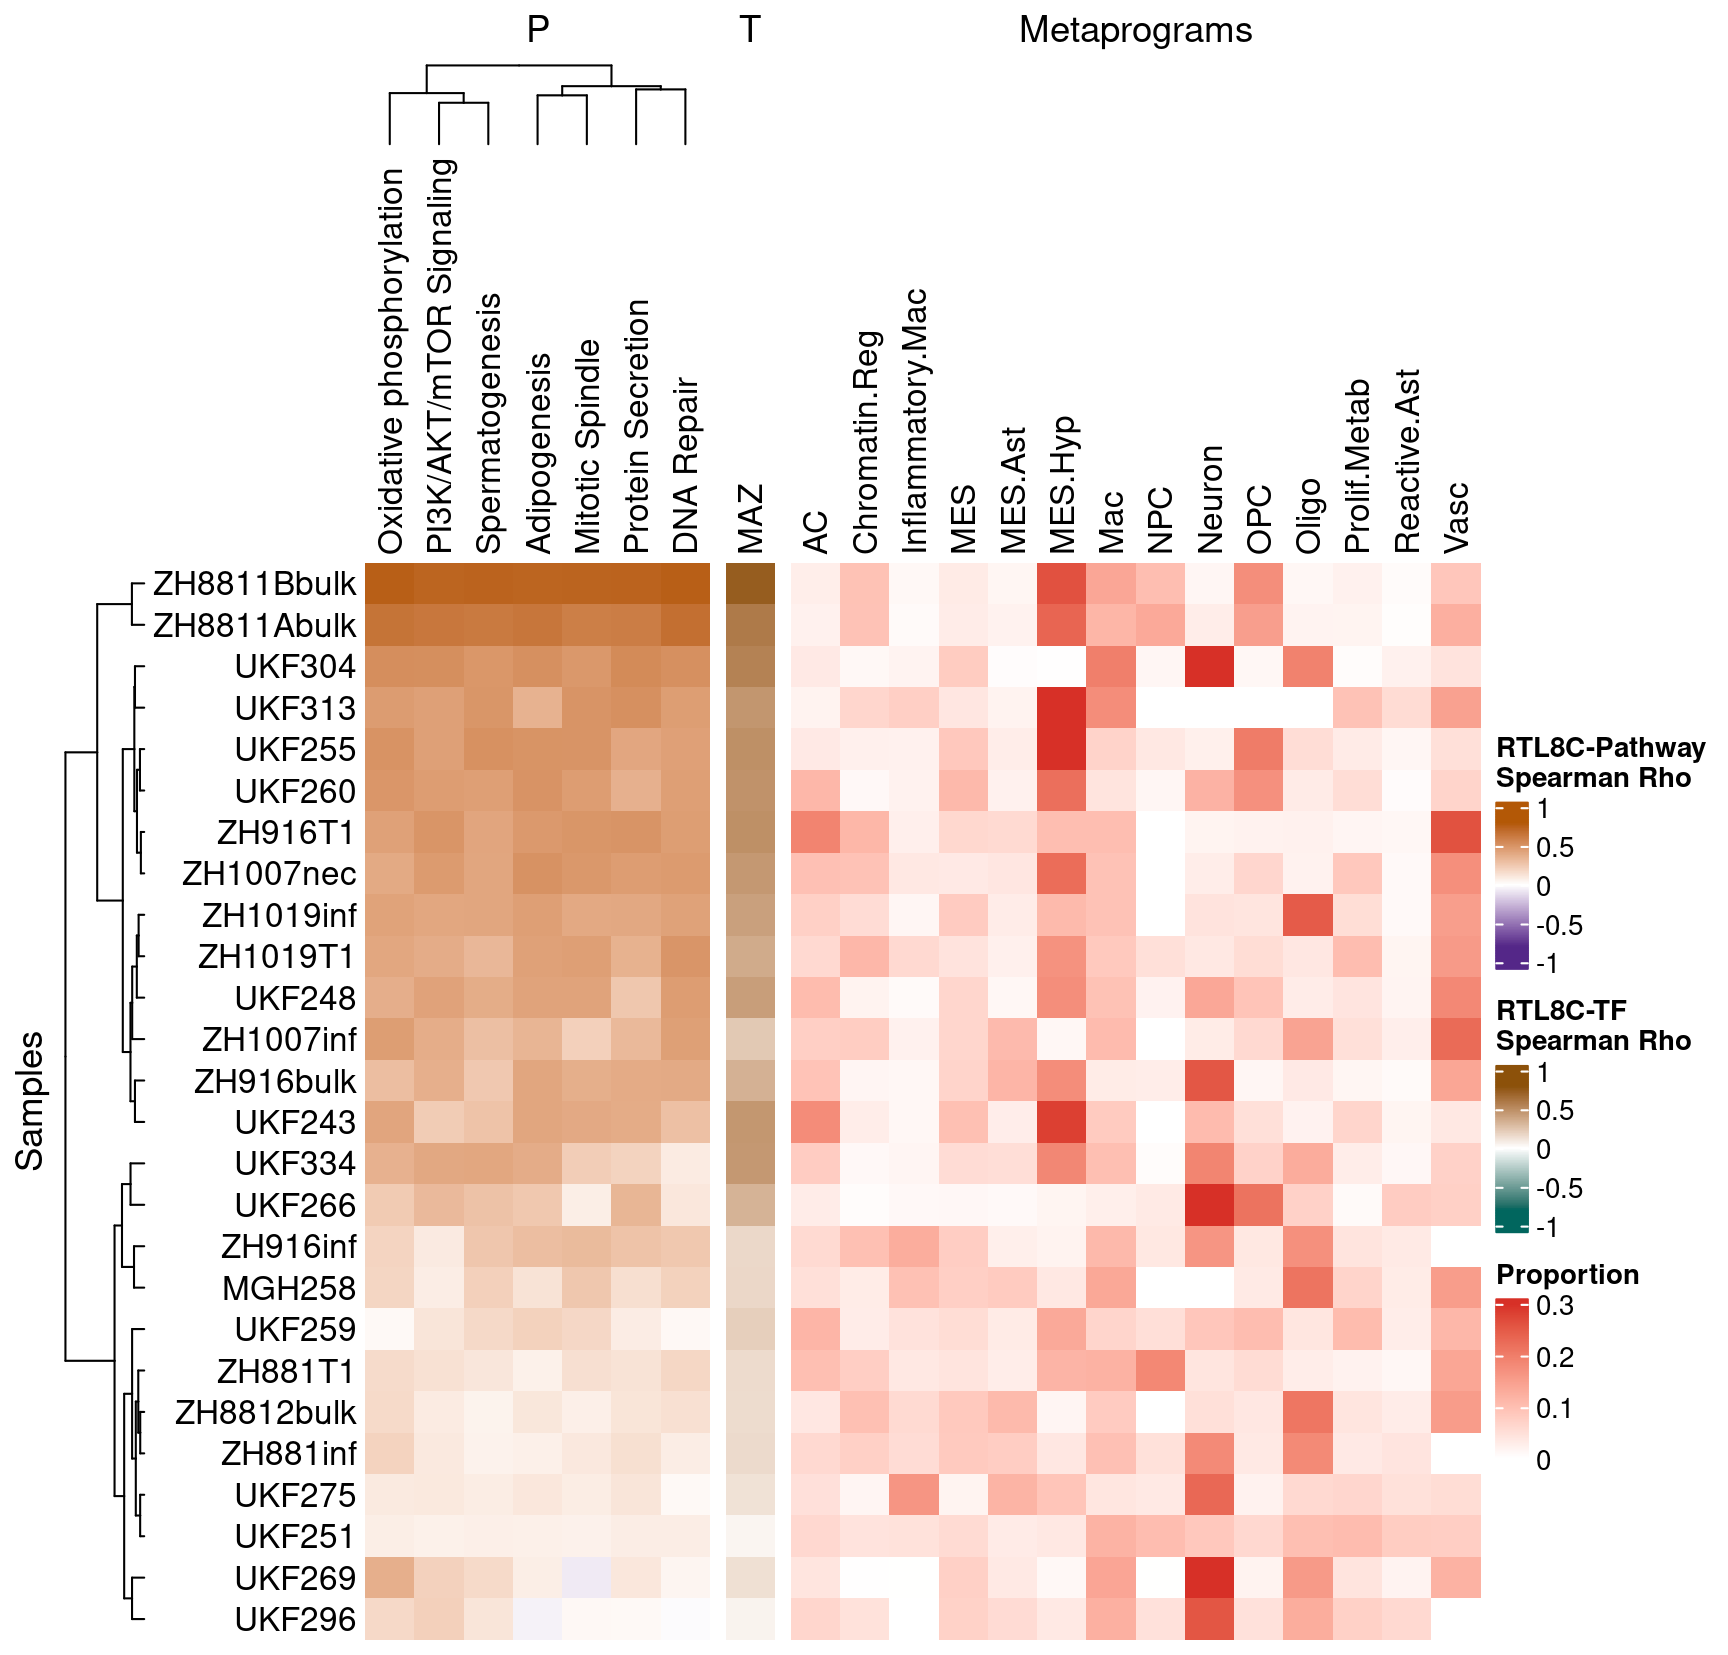 P
T
Metaprograms
Oxidative phosphorylation
PI3K/AKT/mTOR Signaling
Spermatogenesis
Adipogenesis
Mitotic Spindle
Protein Secretion
DNA Repair
MAZ
AC
Chromatin.Reg
Inflammatory.Mac
MES
MES.Ast
MES.Hyp
Mac
NPC
Neuron
OPC
Oligo
Prolif.Metab
Reactive.Ast
Vasc
Samples
ZH8811Bbulk
ZH8811Abulk
UKF304
UKF313
UKF255
UKF260
ZH916T1
ZH1007nec
ZH1019inf
ZH1019T1
UKF248
ZH1007inf
ZH916bulk
UKF243
UKF334
UKF266
ZH916inf
MGH258
UKF259
ZH881T1
ZH8812bulk
ZH881inf
UKF275
UKF251
UKF269
UKF296
RTL8C-Pathway
Spearman Rho
1
0.5
0
-0.5
-1
RTL8C-TF
Spearman Rho
1
0.5
0
-0.5
-1
Proportion
0.3
0.2
0.1
0